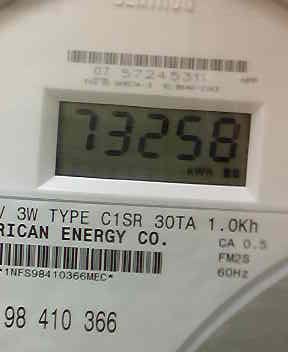 CENTRON
07 57245311
73258
KWH
V 3W TYPE C1SR 30TA 1.0Kh
RICAN ENERGY CO.
CA 0.5
FM2S
60Hz
*1NFS98410366MEC*
98 410 366